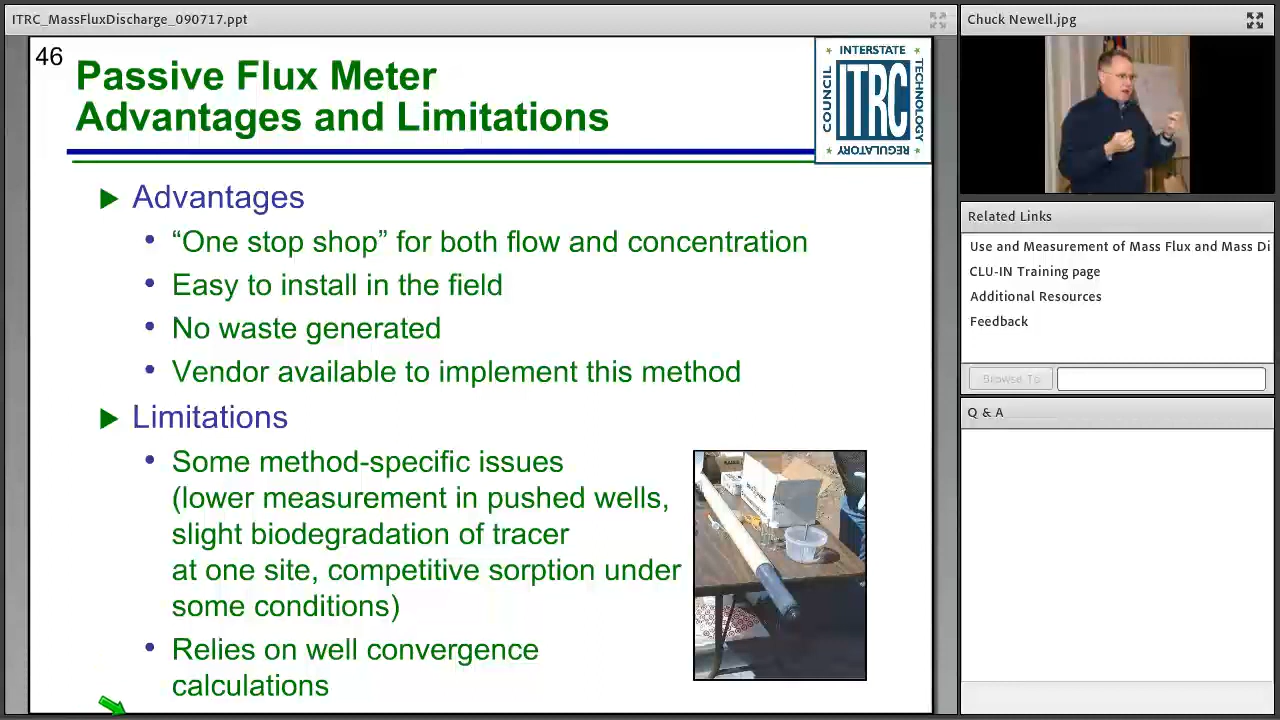 ITRC_MassFluxDischarge_090717.ppt
46
Passive Flux Meter
Advantages and Limitations
INTERSTATE
COUNCIL
ITRC
TECHNOLOGY
REGULATORY
Advantages
“One stop shop” for both flow and concentration
Easy to install in the field
No waste generated
Vendor available to implement this method
Limitations
Some method-specific issues
(lower measurement in pushed wells,
slight biodegradation of tracer
at one site, competitive sorption under
some conditions)
Relies on well convergence
calculations
Chuck Newell.jpg
Related Links
Use and Measurement of Mass Flux and Mass Di
CLU-IN Training page
Additional Resources
Feedback
Browse To
Q & A